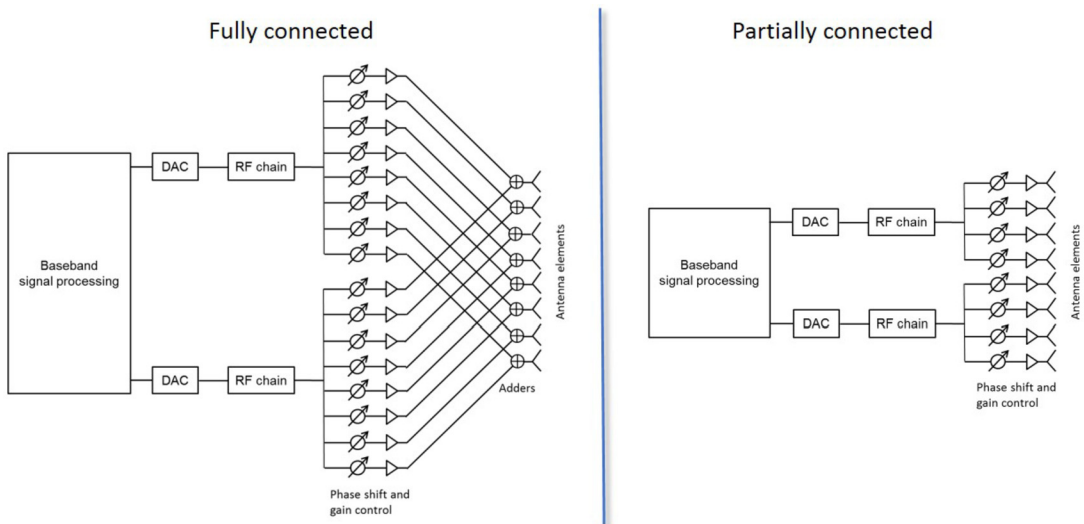 Fully connected
DAC
RF chain
Baseband
signal processing
DAC
RF chain
Adders
Antenna elements
Phase shift and
gain control
Partially connected
DAC
RF chain
Baseband
signal processing
DAC
RF chain
Antenna elements
Phase shift and
gain control